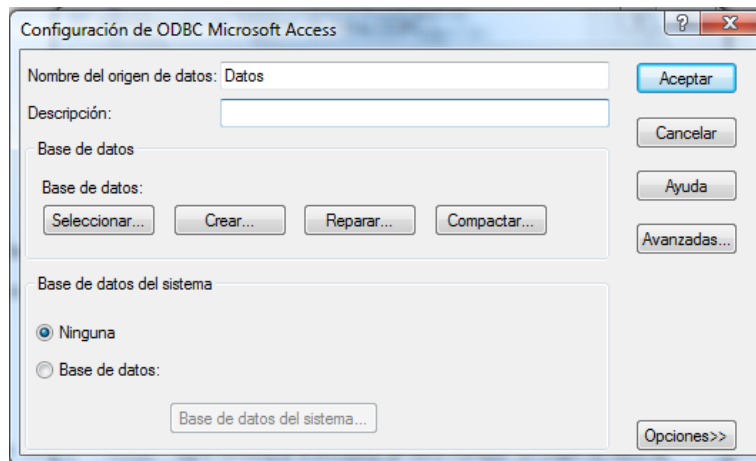 Configuración de ODBC Microsoft Access
Nombre del origen de datos: Datos
Aceptar
Descripción:
Cancelar
Base de datos
Base de datos:
Ayuda
Seleccionar... Crear... Reparar... Compactar...
Avanzadas...
Base de datos del sistema
Ninguna
Base de datos:
Base de datos del sistema...
Opciones>>